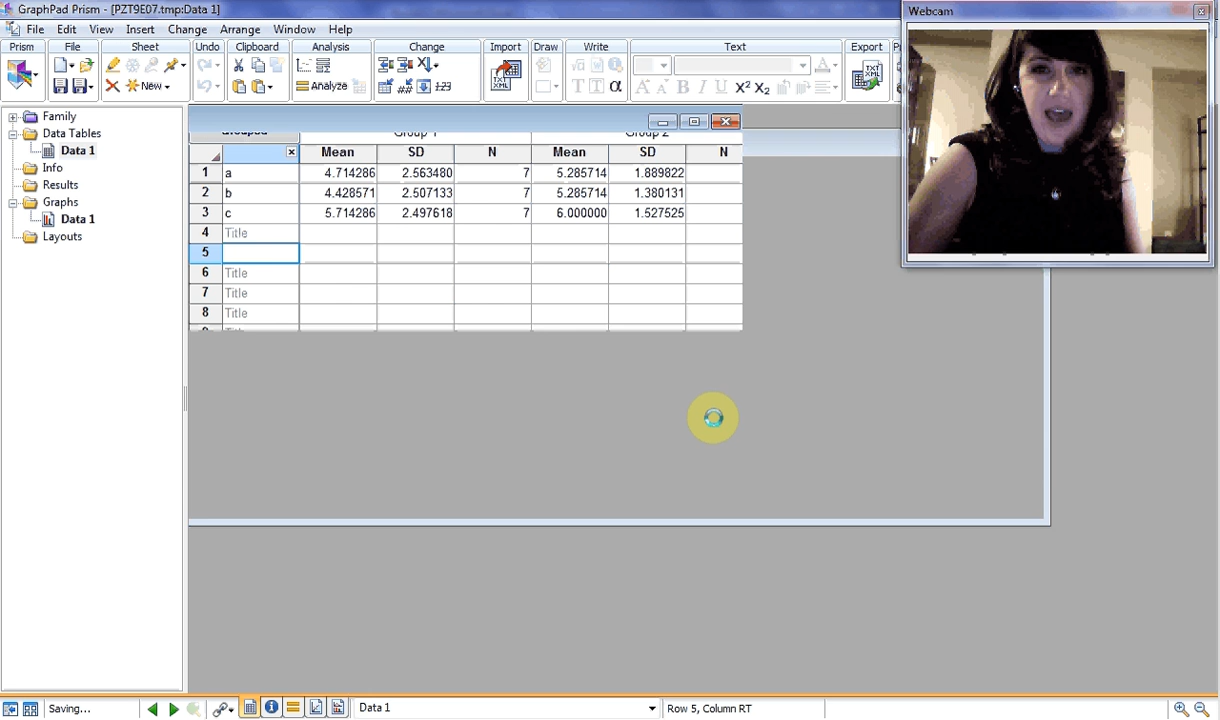 GraphPad Prism - [PZT9E07.tmp:Data 1]
Webcam
File Edit View Insert Change Arrange Window Help
Prism File Sheet Undo Clipboard Analysis Change Import Draw Write Text Export
New
Analyze
TXT XML
TXT XML
Family
Data Tables
Data 1
Info
Results
Graphs
Data 1
Layouts
Mean SD N Mean SD N
1 a 4.714286 2.563480 7 5.285714 1.889822
2 b 4.428571 2.507133 7 5.285714 1.380131
3 c 5.714286 2.497618 7 6.000000 1.527525
4 Title
5
6 Title
7 Title
8 Title
Saving... Data 1 Row 5, Column RT